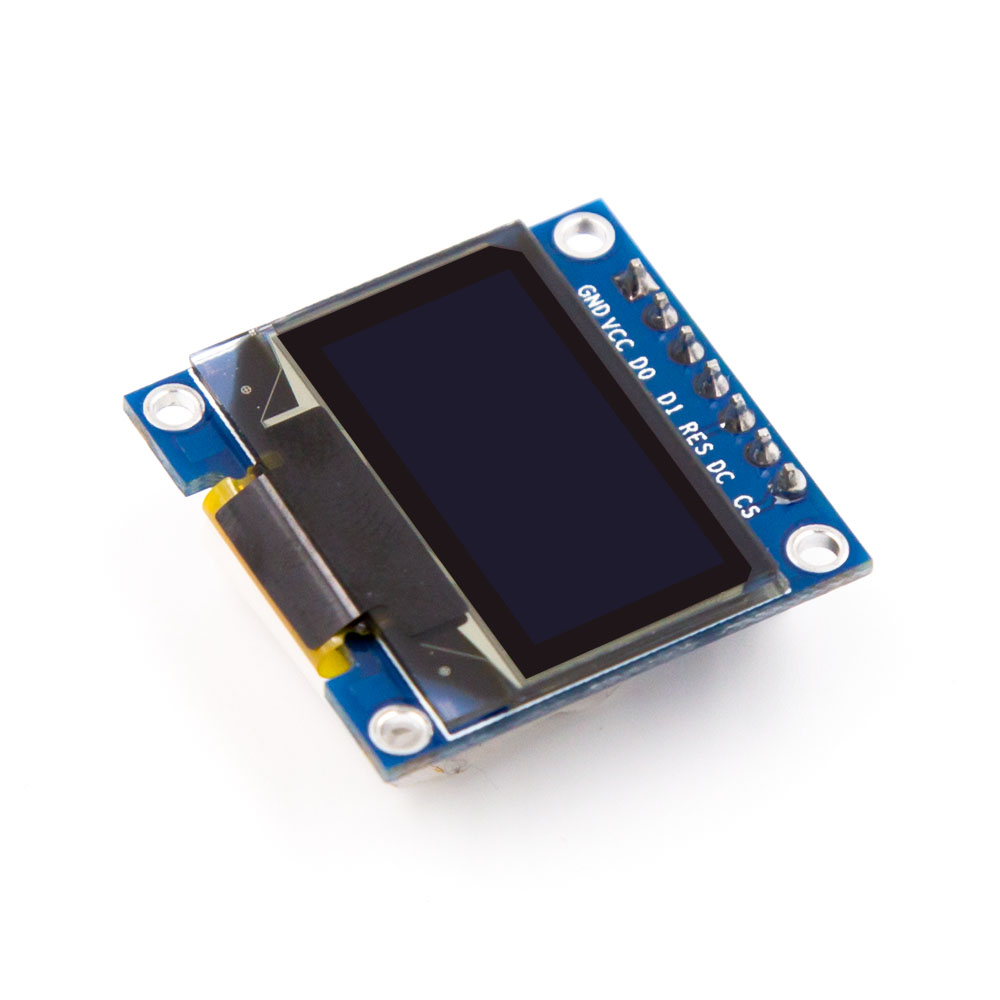 GND VCC D0 D1 RES DC CS